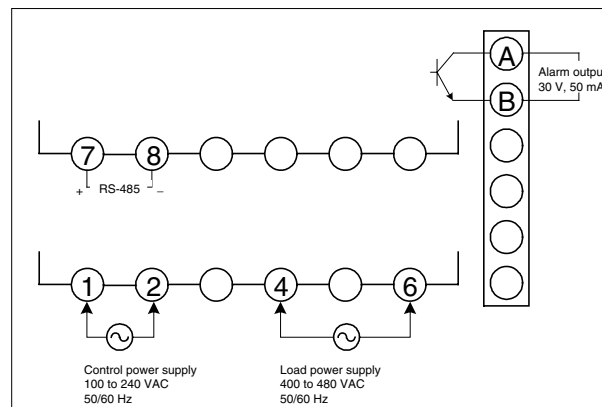 A
Alarm output
30 V, 50 mA
B
7 8
+ RS-485 –
1 2 4 6
Control power supply
100 to 240 VAC
50/60 Hz
Load power supply
400 to 480 VAC
50/60 Hz